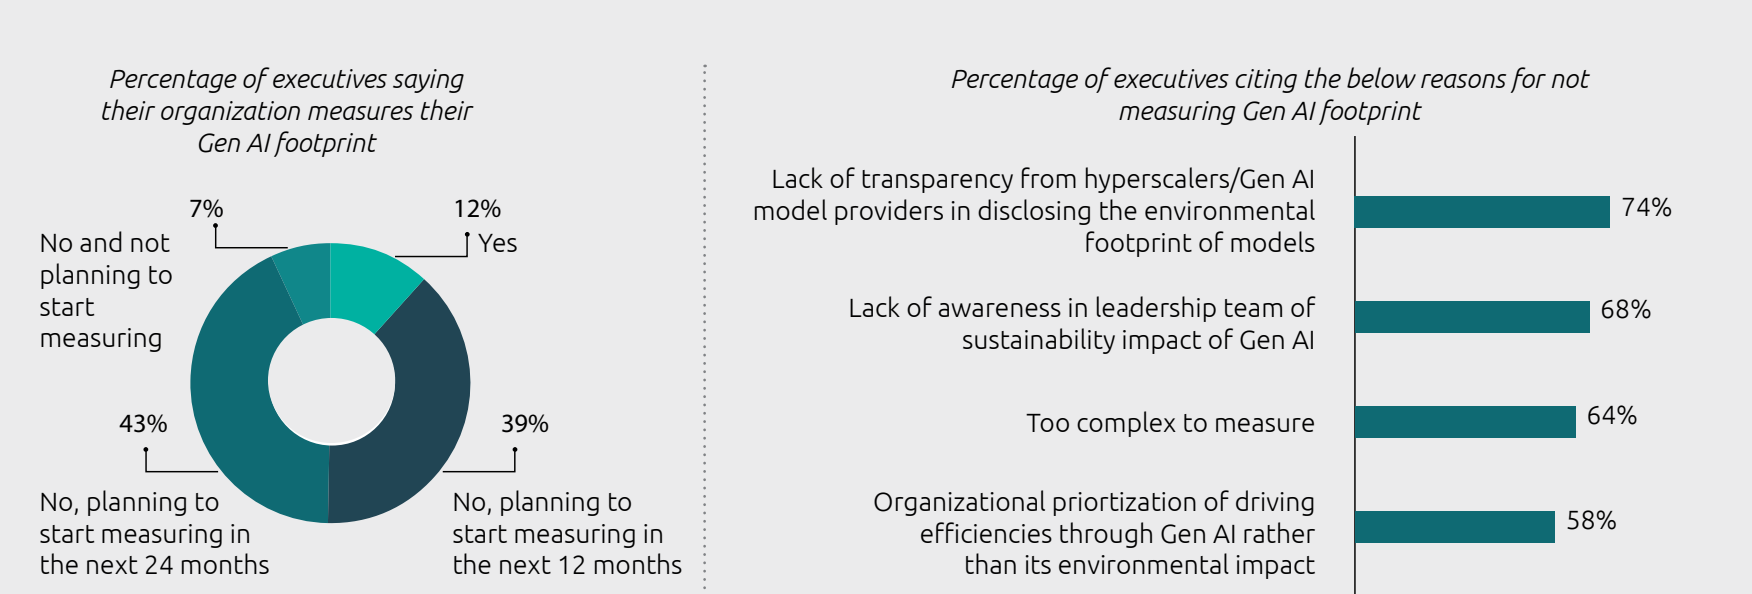 Percentage of executives saying
their organization measures their
Gen AI footprint
7%
No and not
planning to
start
measuring
12%
Yes
43%
No, planning to
start measuring in
the next 24 months
39%
No, planning to
start measuring in
the next 12 months
Percentage of executives citing the below reasons for not
measuring Gen AI footprint
Lack of transparency from hyperscalers/Gen AI
model providers in disclosing the environmental
footprint of models
74%
Lack of awareness in leadership team of
sustainability impact of Gen AI
68%
Too complex to measure
64%
Organizational priortization of driving
efficiencies through Gen AI rather
than its environmental impact
58%